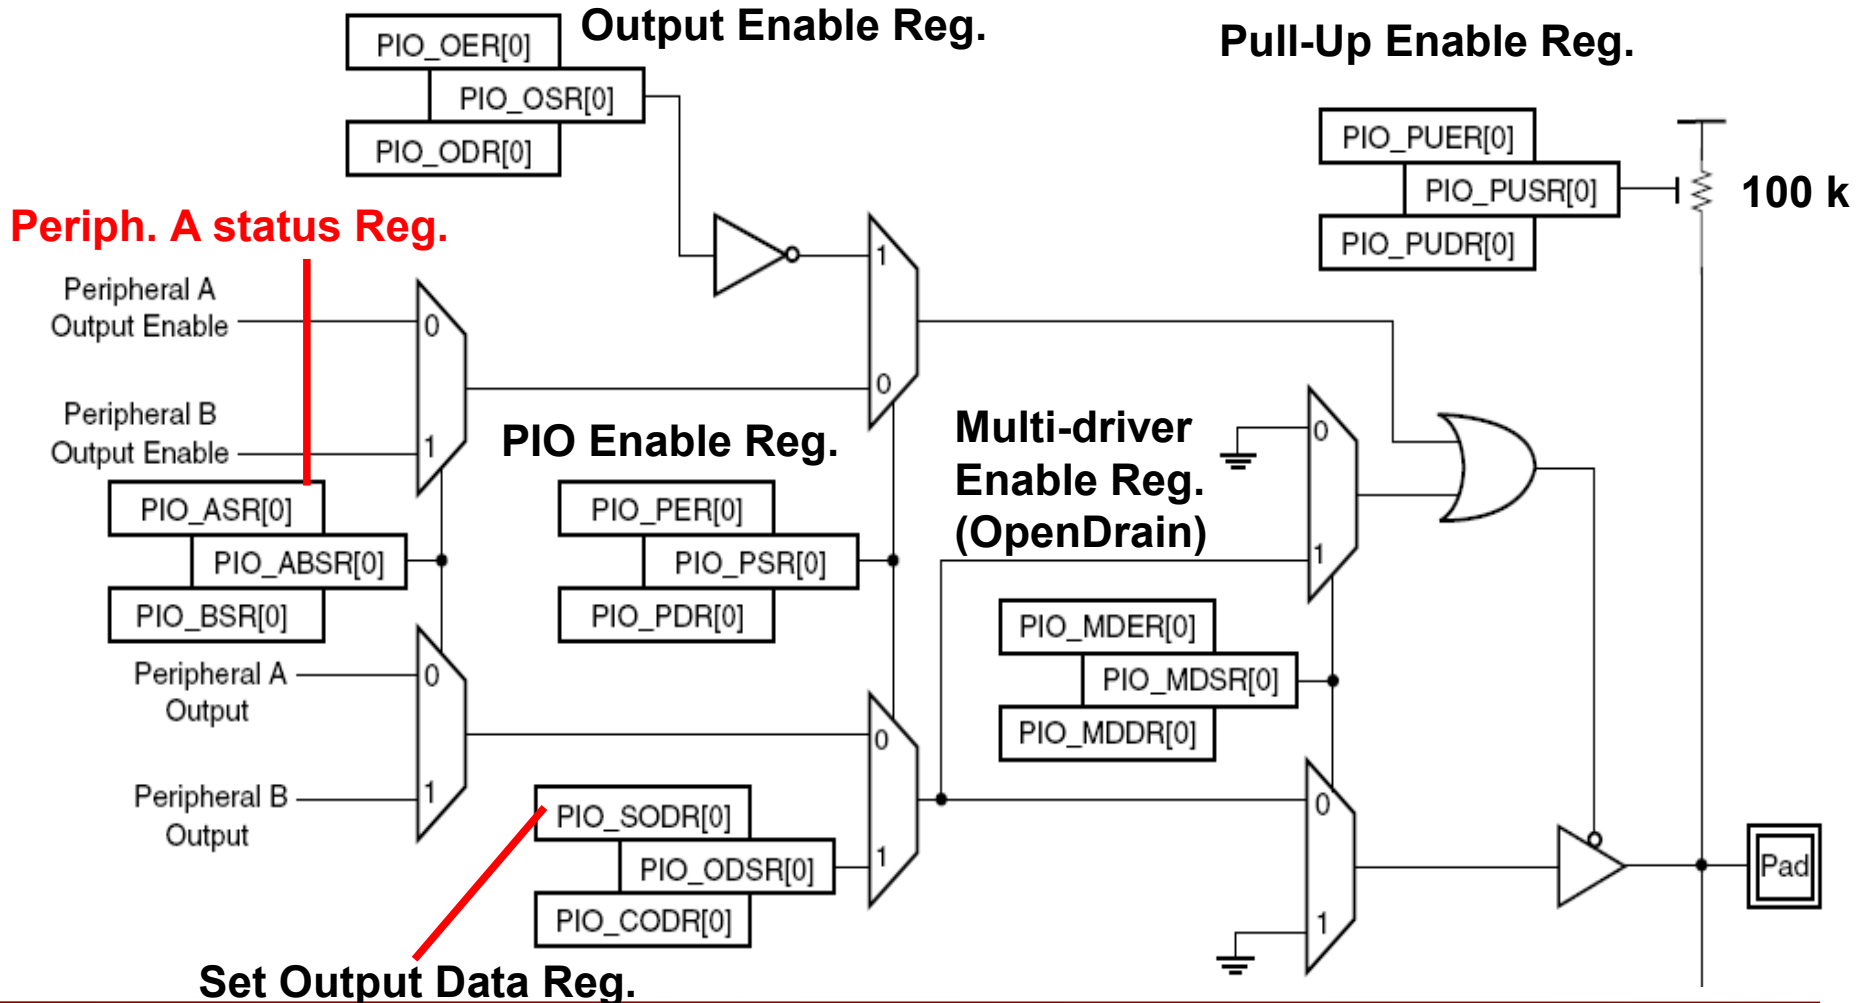 Output Enable Reg.
Pull-Up Enable Reg.
PIO_OER[0]
PIO_OSR[0]
PIO_ODR[0]
PIO_PUER[0]
PIO_PUSR[0]
PIO_PUDR[0]
100 k
Periph. A status Reg.
1
0
Peripheral A
Output Enable
0
Peripheral B
Output Enable
1
PIO Enable Reg.
Multi-driver
Enable Reg.
(OpenDrain)
0
1
PIO_ASR[0]
PIO_ABSR[0]
PIO_BSR[0]
PIO_PER[0]
PIO_PSR[0]
PIO_PDR[0]
PIO_MDER[0]
PIO_MDSR[0]
PIO_MDDR[0]
Peripheral A
Output
0
Peripheral B
Output
1
0
1
PIO_SODR[0]
PIO_ODSR[0]
PIO_CODR[0]
0
1
Pad
Set Output Data Reg.